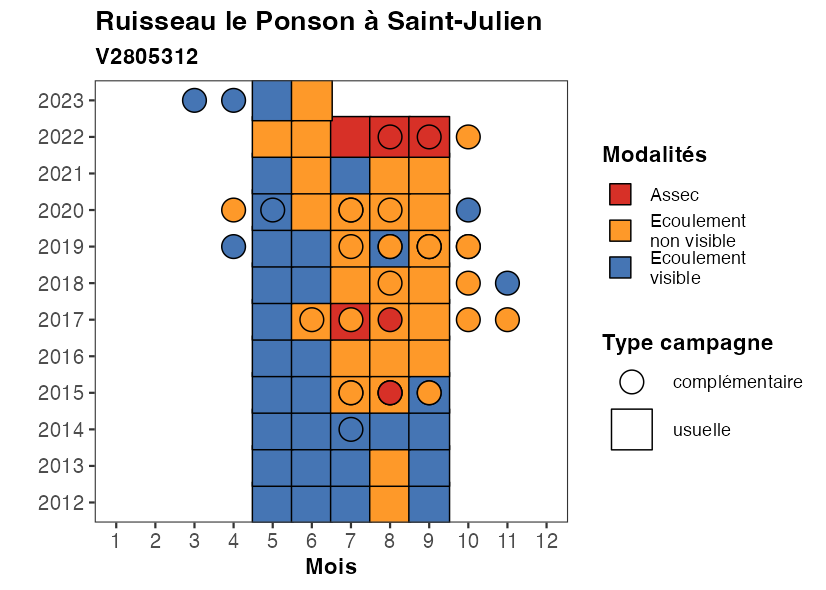 Ruisseau le Ponson à Saint-Julien
V2805312
2023
2022
2021
2020
2019
2018
2017
2016
2015
2014
2013
2012
1 2 3 4 5 6 7 8 9 10 11 12
Mois
Modalités
Assec
Ecoulement
non visible
Ecoulement
visible
Type campagne
complémentaire
usuelle